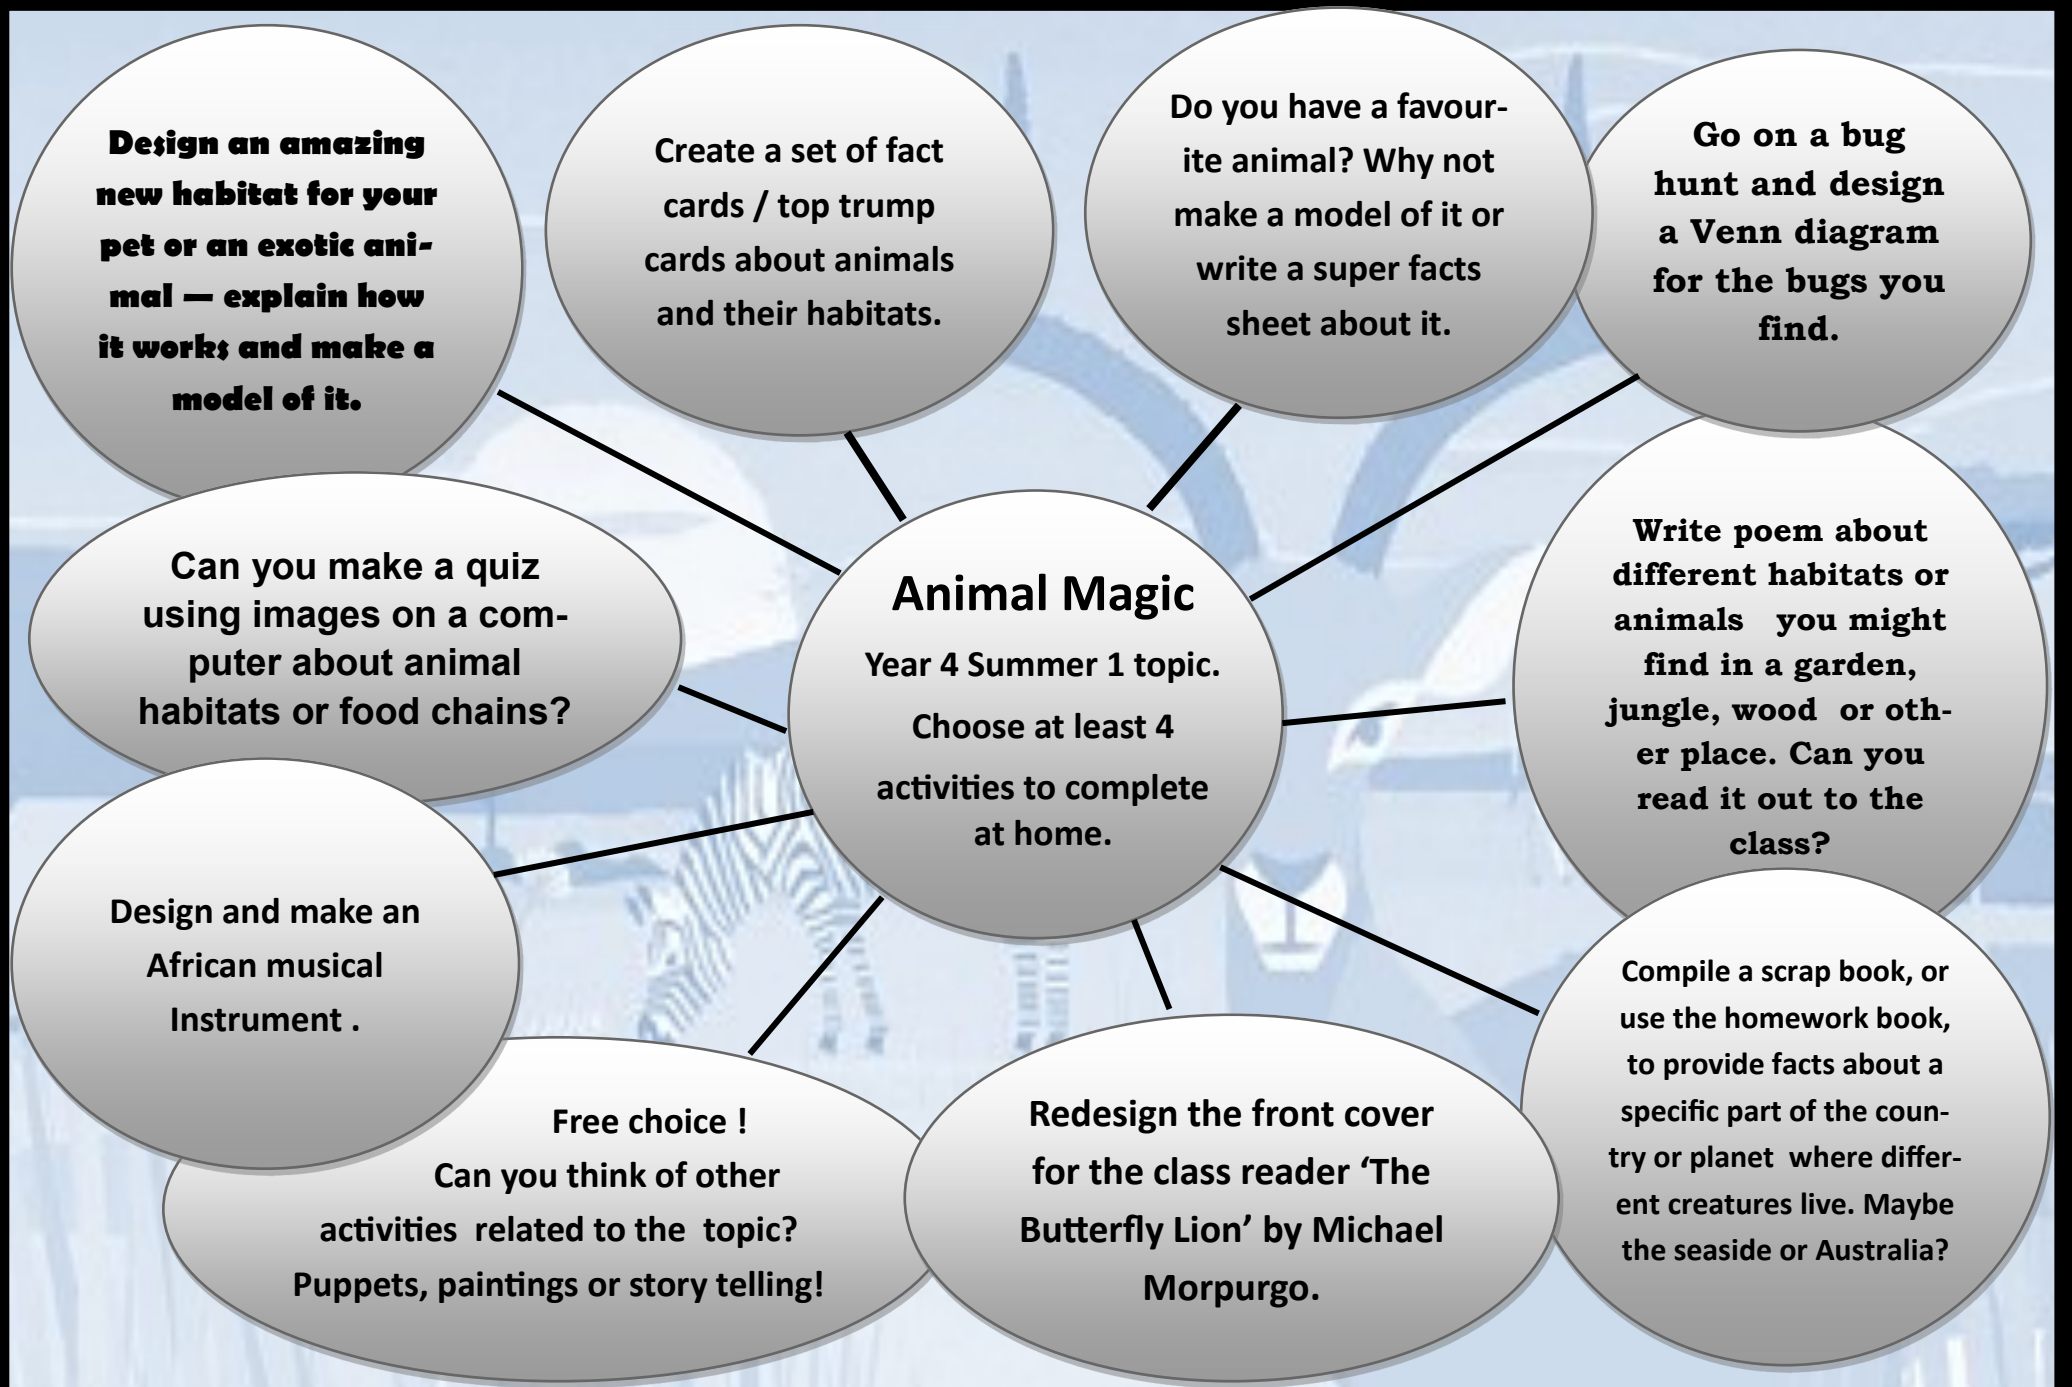 Design an amazing
new habitat for your
pet or an exotic ani-
mal — explain how
it works and make a
model of it.
Create a set of fact
cards / top trump
cards about animals
and their habitats.
Do you have a favour-
ite animal? Why not
make a model of it or
write a super facts
sheet about it.
Go on a bug
hunt and design
a Venn diagram
for the bugs you
find.
Can you make a quiz
using images on a com-
puter about animal
habitats or food chains?
Animal Magic
Year 4 Summer 1 topic.
Choose at least 4
activities to complete
at home.
Write poem about
different habitats or
animals   you might
find in a garden,
jungle, wood  or oth-
er place. Can you
read it out to the
class?
Design and make an
African musical
Instrument .
Free choice !
Can you think of other
activities  related to the  topic?
Puppets, paintings or story telling!
Redesign the front cover
for the class reader ‘The
Butterfly Lion’ by Michael
Morpurgo.
Compile a scrap book, or
use the homework book,
to provide facts about a
specific part of the coun-
try or planet  where differ-
ent creatures live. Maybe
the seaside or Australia?